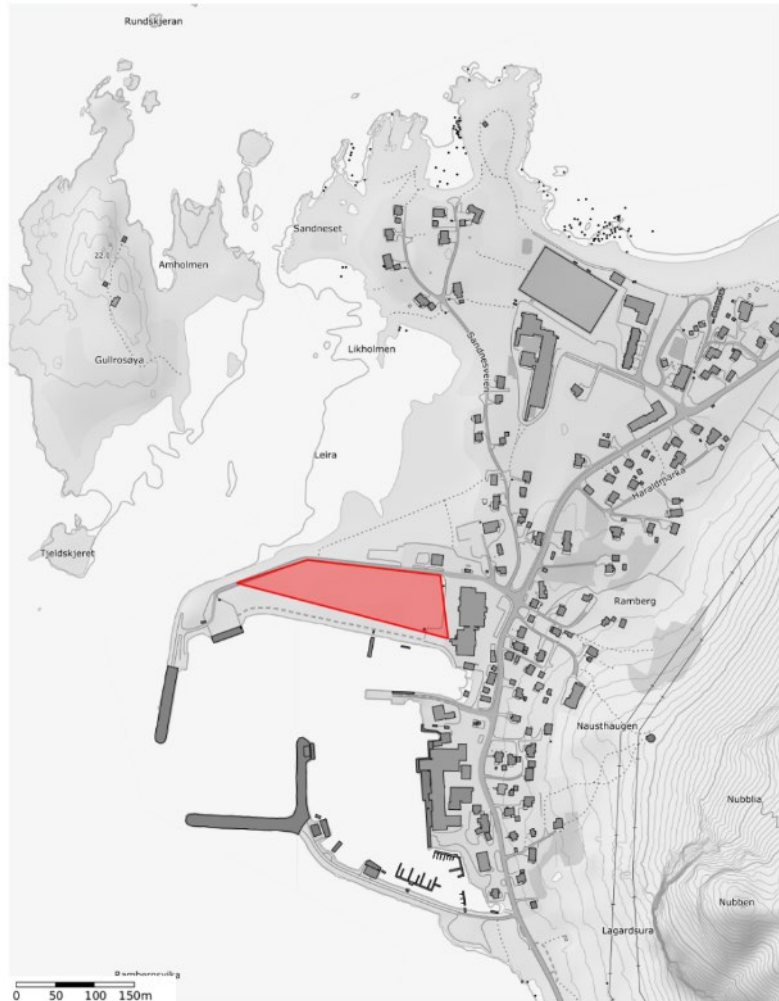 Rundskjeran
Sandneset
22.
Amholmen
Sandnesveien
Likholmen
Gullrosøya
Leira
Haraldmarka
Tjeldskjeret
Ramberg
Nausthaugen
Nubblia
Nubben
Lagardsura
0 50 100 150m